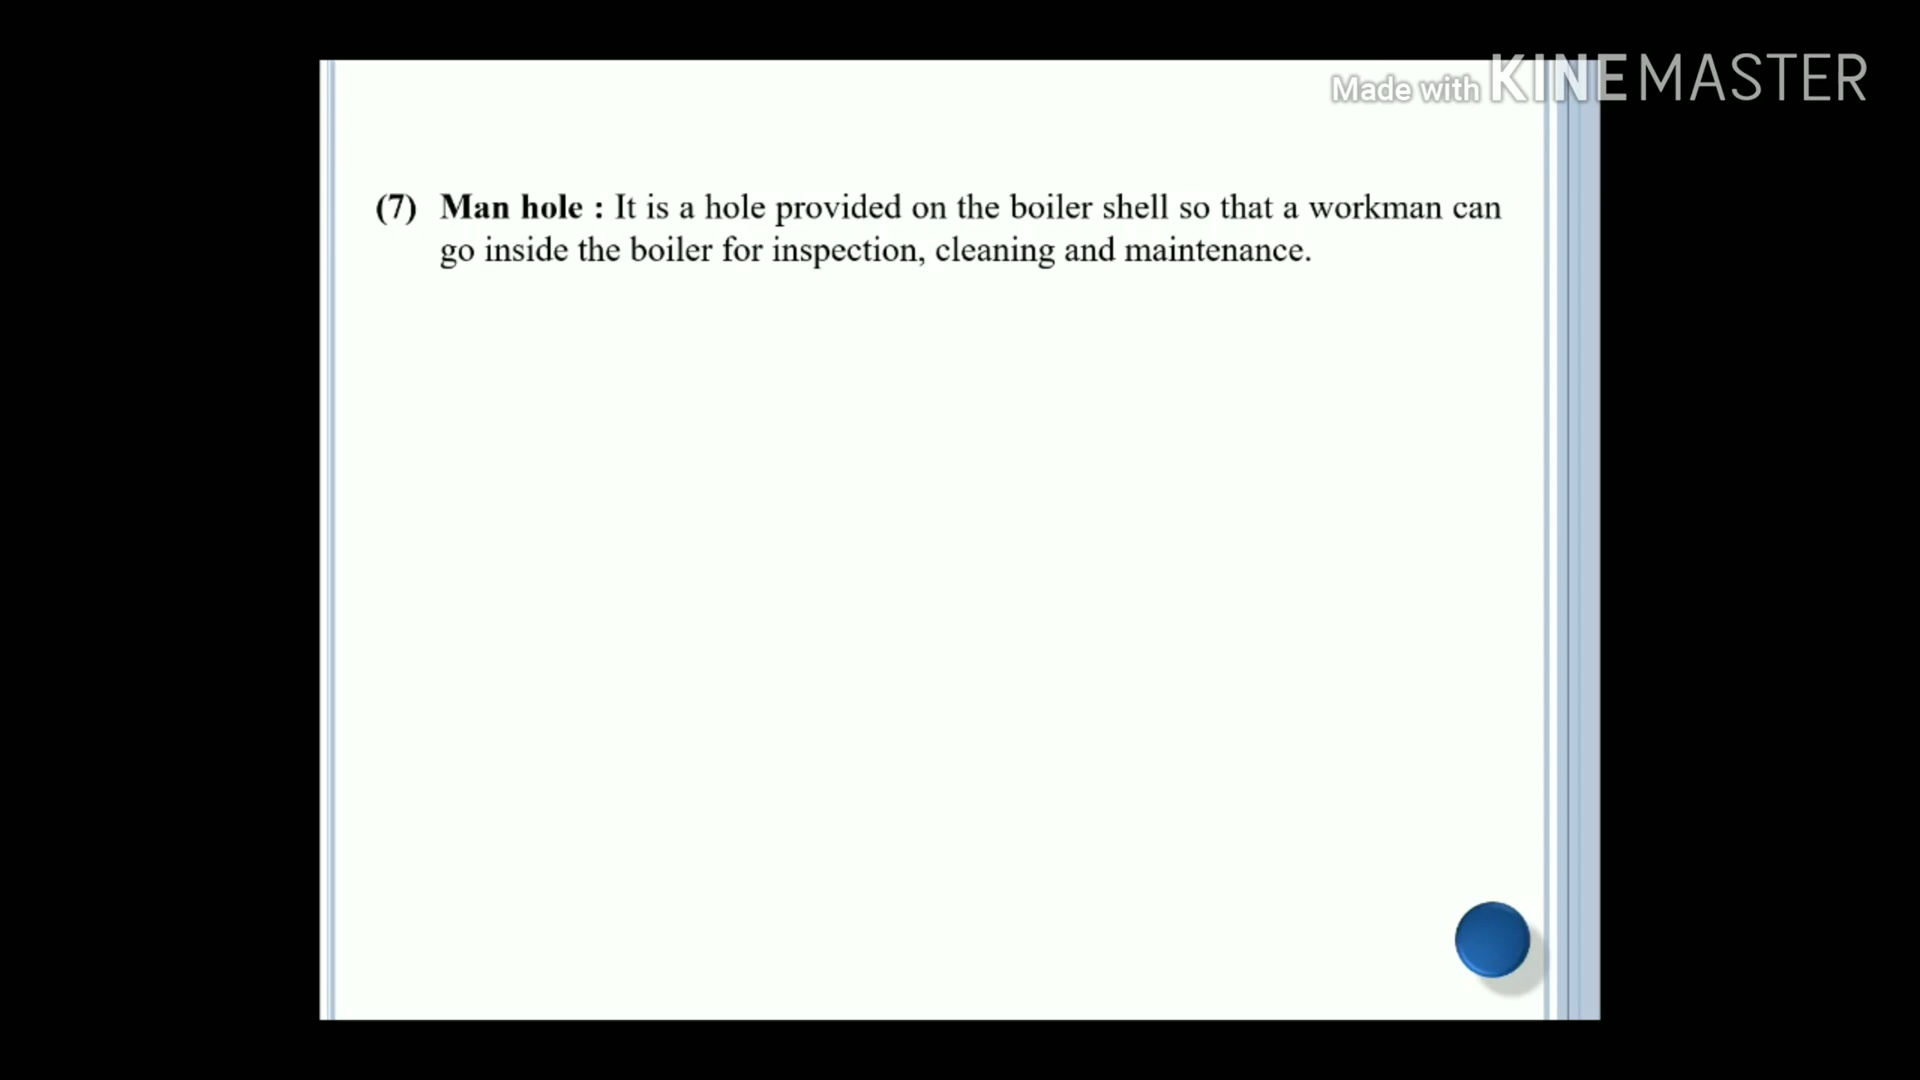 Made with KINEMASTER
(7) Man hole : It is a hole provided on the boiler shell so that a workman can
go inside the boiler for inspection, cleaning and maintenance.